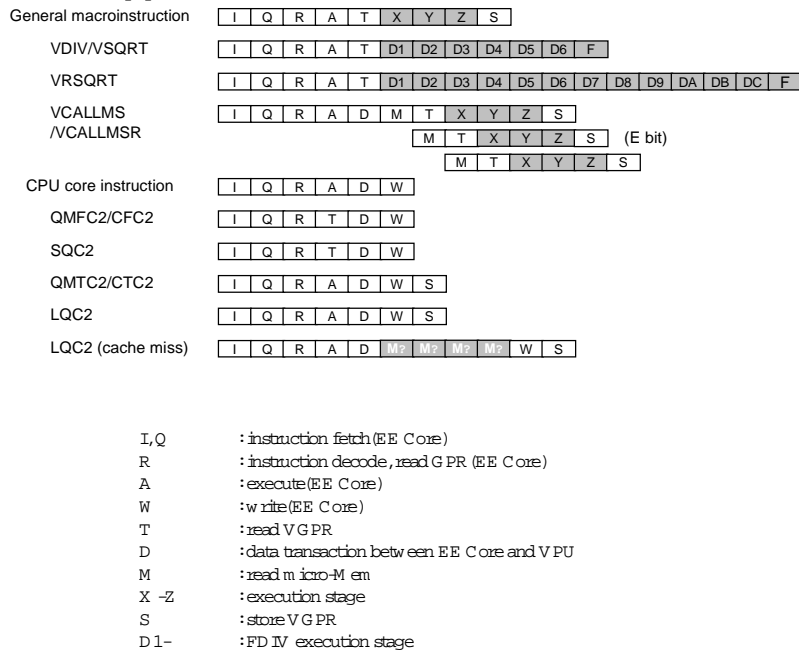 General macroinstruction I Q R A T X Y Z S
VDIV/VSQRT I Q R A T D1 D2 D3 D4 D5 D6 F
VRSQRT I Q R A T D1 D2 D3 D4 D5 D6 D7 D8 D9 DA DB DC F
VCALLMS I Q R A D M T X Y Z S
/VCALLMSR M T X Y Z S (E bit)
M T X Y Z S
CPU core instruction I Q R A D W
QMFC2/CFC2 I Q R T D W
SQC2 I Q R T D W
QMTC2/CTC2 I Q R A D W S
LQC2 I Q R A D W S
LQC2 (cache miss) I Q R A D M? M? M? M? W S
I,Q :instruction fetch(EE Core)
R :instruction decode,read GPR (EE Core)
A :execute(EE Core)
W :write(EE Core)
T :read VGPR
D :data transaction between EE Core and VPU
M :read micro-Mem
X -Z :execution stage
S :store VGPR
D1- :FDIV execution stage